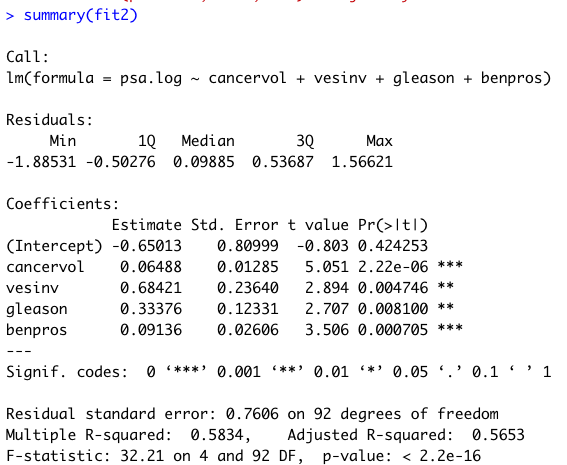 > summary(fit2)
Call:
lm(formula = psa.log ~ cancervol + vesinv + gleason + benpros)
Residuals:
Min 1Q Median 3Q Max
-1.88531 -0.50276 0.09885 0.53687 1.56621
Coefficients:
Estimate Std. Error t value Pr(>|t|)
(Intercept) -0.65013 0.80999 -0.803 0.424253
cancervol 0.06488 0.01285 5.051 2.22e-06 ***
vesinv 0.68421 0.23640 2.894 0.004746 **
gleason 0.33376 0.12331 2.707 0.008100 **
benpros 0.09136 0.02606 3.506 0.000705 ***
---
Signif. codes: 0 ‘***’ 0.001 ‘**’ 0.01 ‘*’ 0.05 ‘.’ 0.1 ‘ ’ 1
Residual standard error: 0.7606 on 92 degrees of freedom
Multiple R-squared: 0.5834, Adjusted R-squared: 0.5653
F-statistic: 32.21 on 4 and 92 DF, p-value: < 2.2e-16